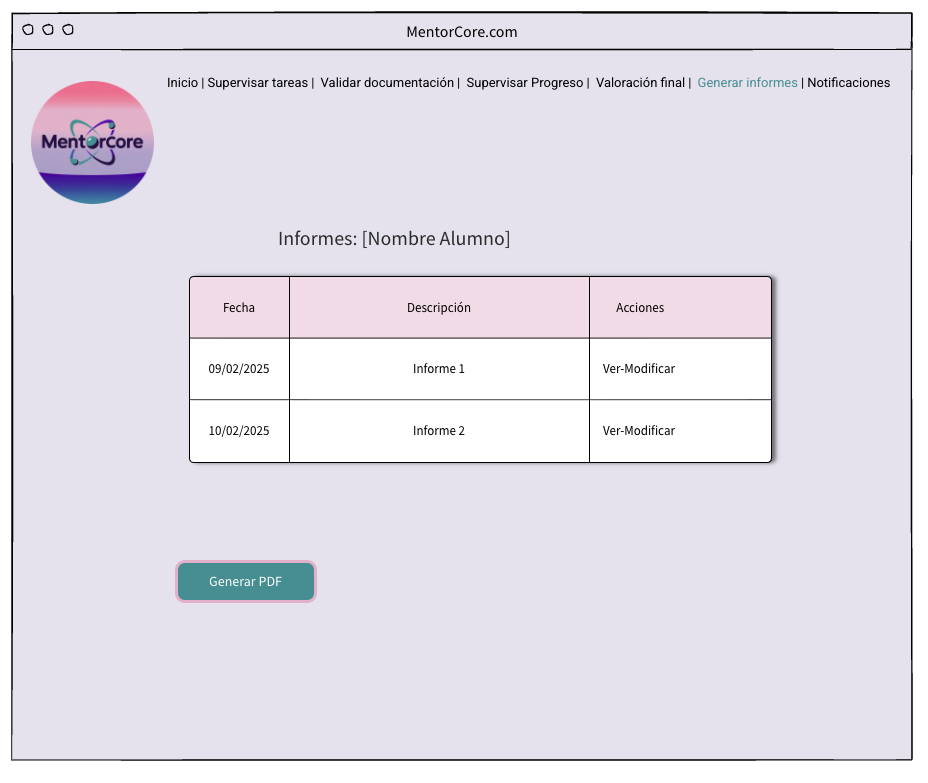 MentorCore.com
Inicio | Supervisar tareas | Validar documentación | Supervisar Progreso | Valoración final | Generar informes | Notificaciones
MentorCore
Informes: [Nombre Alumno]
Fecha Descripción Acciones
09/02/2025 Informe 1 Ver-Modificar
10/02/2025 Informe 2 Ver-Modificar
Generar PDF